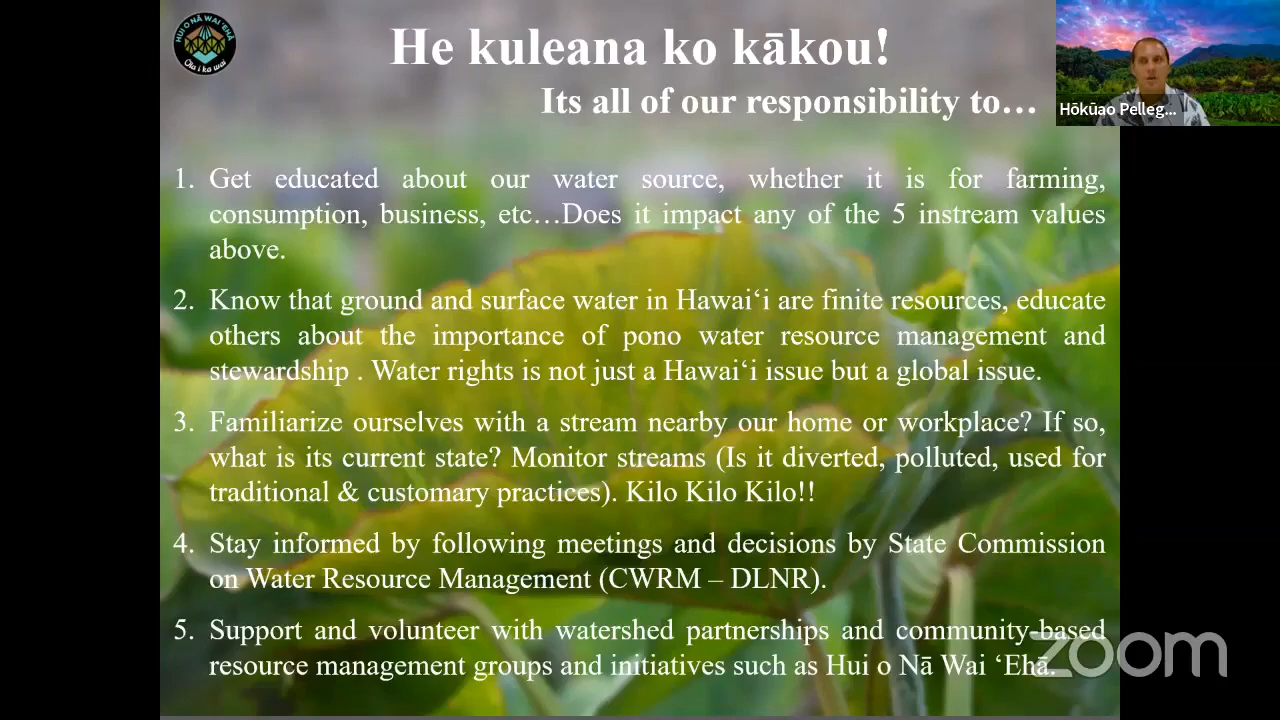 HUI O NĀ WAI ʻEHĀ
Ola i ka wai
He kuleana ko kākou!
Its all of our responsibility to…
Hōkūao Pelleg...
1. Get educated about our water source, whether it is for farming,
consumption, business, etc…Does it impact any of the 5 instream values
above.
2. Know that ground and surface water in Hawaiʻi are finite resources, educate
others about the importance of pono water resource management and
stewardship . Water rights is not just a Hawaiʻi issue but a global issue.
3. Familiarize ourselves with a stream nearby our home or workplace? If so,
what is its current state? Monitor streams (Is it diverted, polluted, used for
traditional & customary practices). Kilo Kilo Kilo!!
4. Stay informed by following meetings and decisions by State Commission
on Water Resource Management (CWRM – DLNR).
5. Support and volunteer with watershed partnerships and community-based
resource management groups and initiatives such as Hui o Nā Wai ʻEhā.
zoom